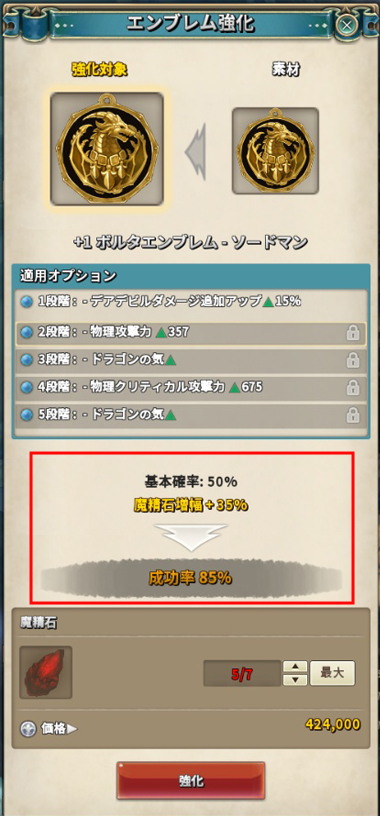 エンブレム強化
強化対象
素材
+1 ボルタエンブレム - ソードマン
適用オプション
1段階 : - デアデビルダメージ追加アップ▲15%
2段階 : - 物理攻撃力 ▲357
3段階 : - ドラゴンの気▲
4段階 : - 物理クリティカル攻撃力 ▲675
5段階 : - ドラゴンの気▲
基本確率: 50%
魔精石増幅 + 35%
成功率 85%
魔精石
5/7
最大
価格▶
424,000
強化